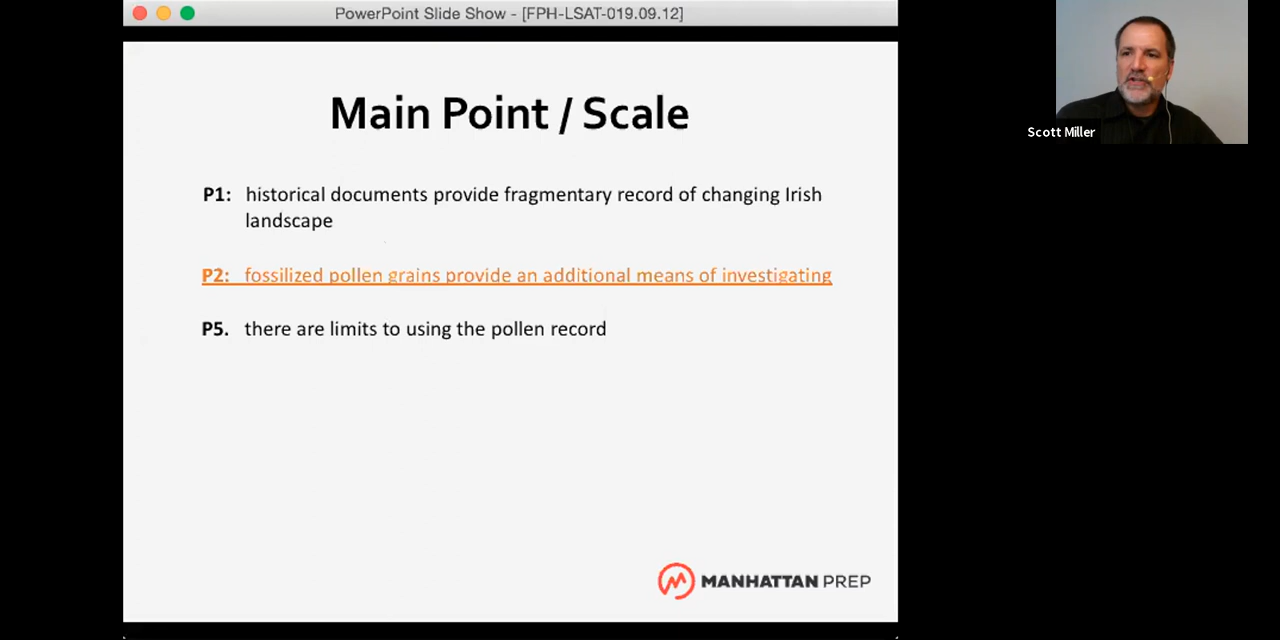 PowerPoint Slide Show - [FPH-LSAT-019.09.12]
Main Point / Scale
P1: historical documents provide fragmentary record of changing Irish
landscape
P2: fossilized pollen grains provide an additional means of investigating
P5. there are limits to using the pollen record
MANHATTAN PREP
Scott Miller